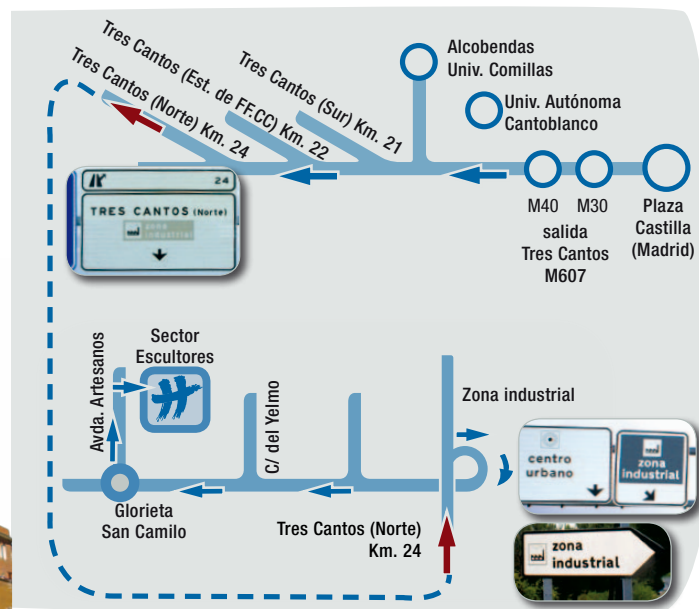 Alcobendas
Univ. Comillas
Univ. Autónoma
Cantoblanco
Tres Cantos (Norte) Km. 24
Tres Cantos (Est. de FF.CC) Km. 22
Tres Cantos (Sur) Km. 21
M40
M30
salida
Tres Cantos
M607
Plaza
Castilla
(Madrid)
24
TRES CANTOS (Norte)
zona
industrial
Avda. Artesanos
Sector
Escultores
C/ del Yelmo
Zona industrial
Glorieta
San Camilo
Tres Cantos (Norte)
Km. 24
centro
urbano
zona
industrial
zona
industrial